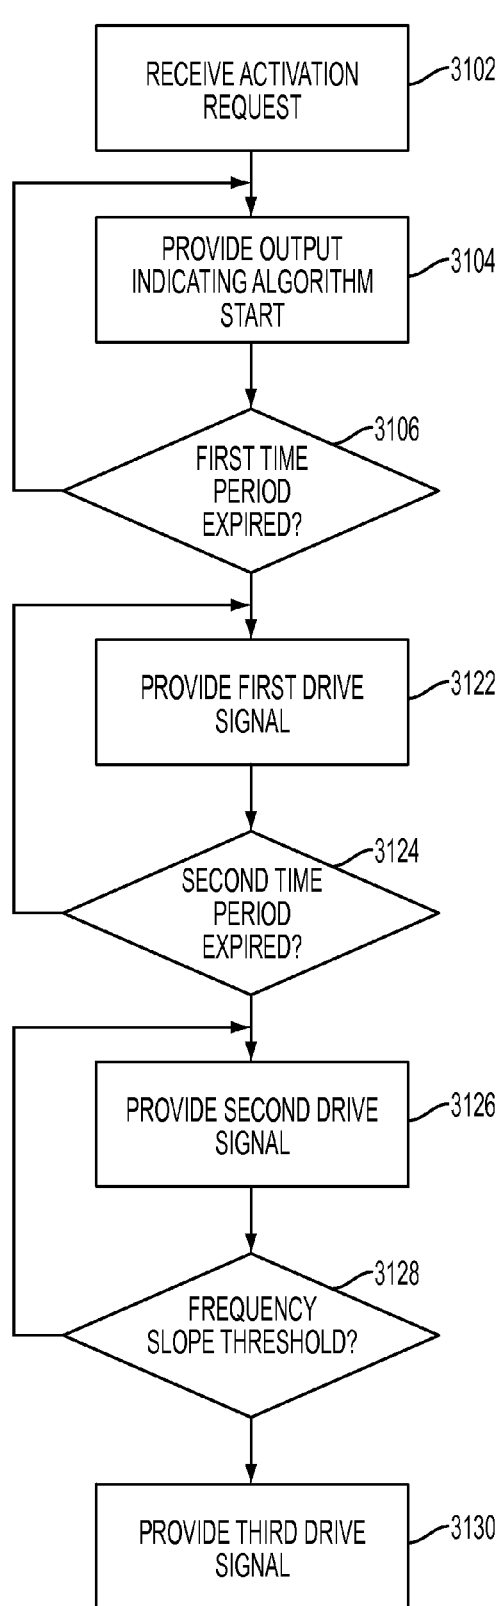 RECEIVE ACTIVATION
REQUEST
3102
PROVIDE OUTPUT
INDICATING ALGORITHM
START
3104
3106
FIRST TIME
PERIOD
EXPIRED?
PROVIDE FIRST DRIVE
SIGNAL
3122
3124
SECOND TIME
PERIOD
EXPIRED?
PROVIDE SECOND DRIVE
SIGNAL
3126
3128
FREQUENCY
SLOPE THRESHOLD?
PROVIDE THIRD DRIVE
SIGNAL
3130